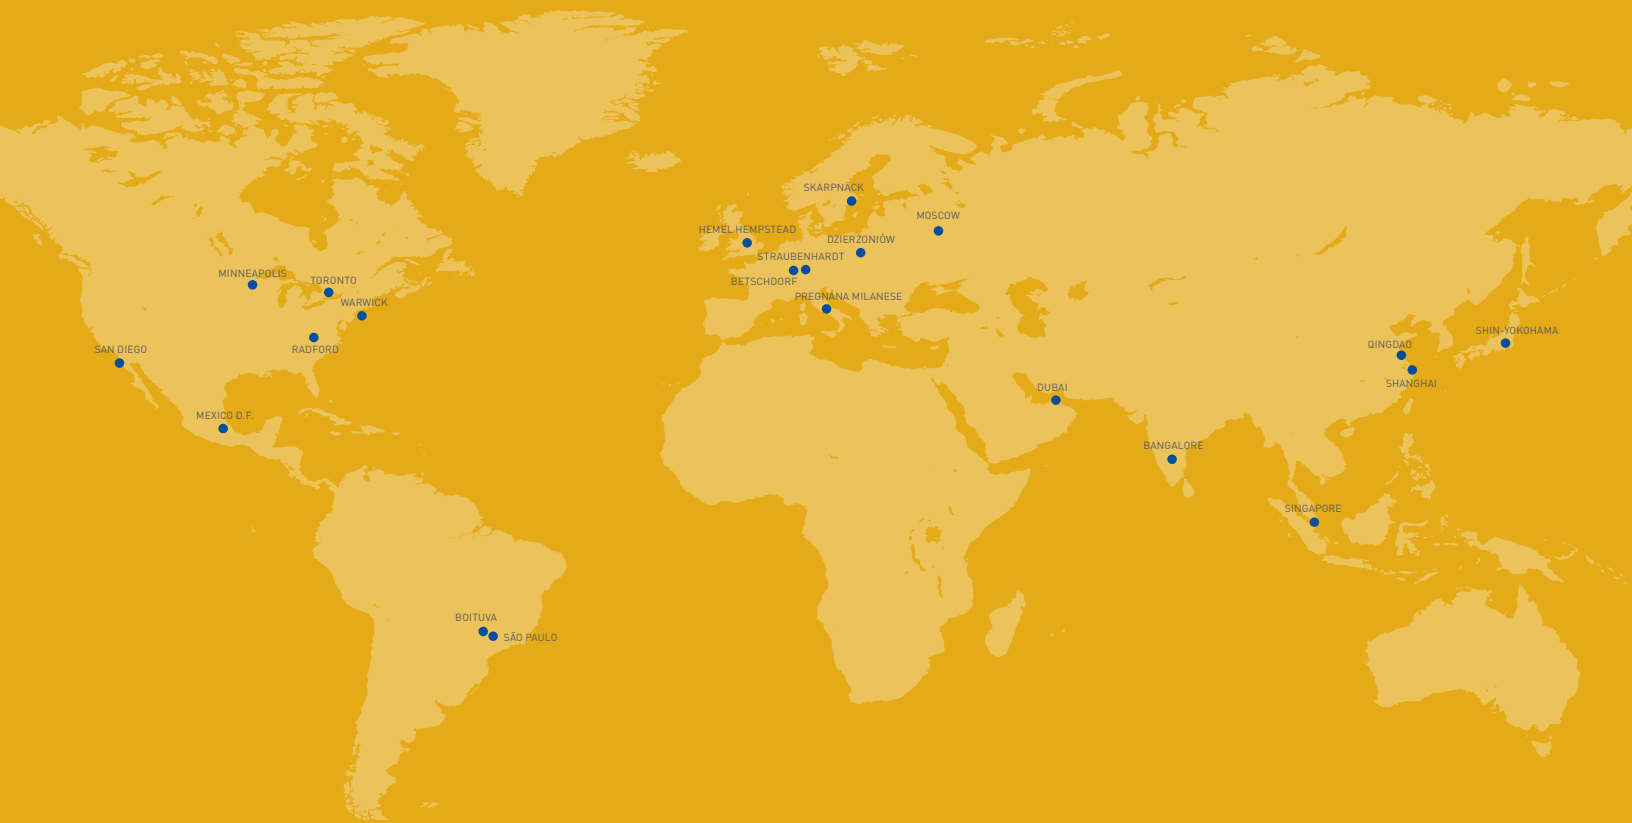 SKARPNÄCK
MOSCOW
HEMEL HEMPSTEAD
DZIERŻONIÓW
STRAUBENHARDT
MINNEAPOLIS
TORONTO
BETSCHDORF
PREGNANA MILANESE
WARWICK
SHIN-YOKOHAMA
QINGDAO
SAN DIEGO
RADFORD
SHANGHAI
DUBAI
MEXICO D.F.
BANGALORE
SINGAPORE
BOITUVA
SÃO PAULO